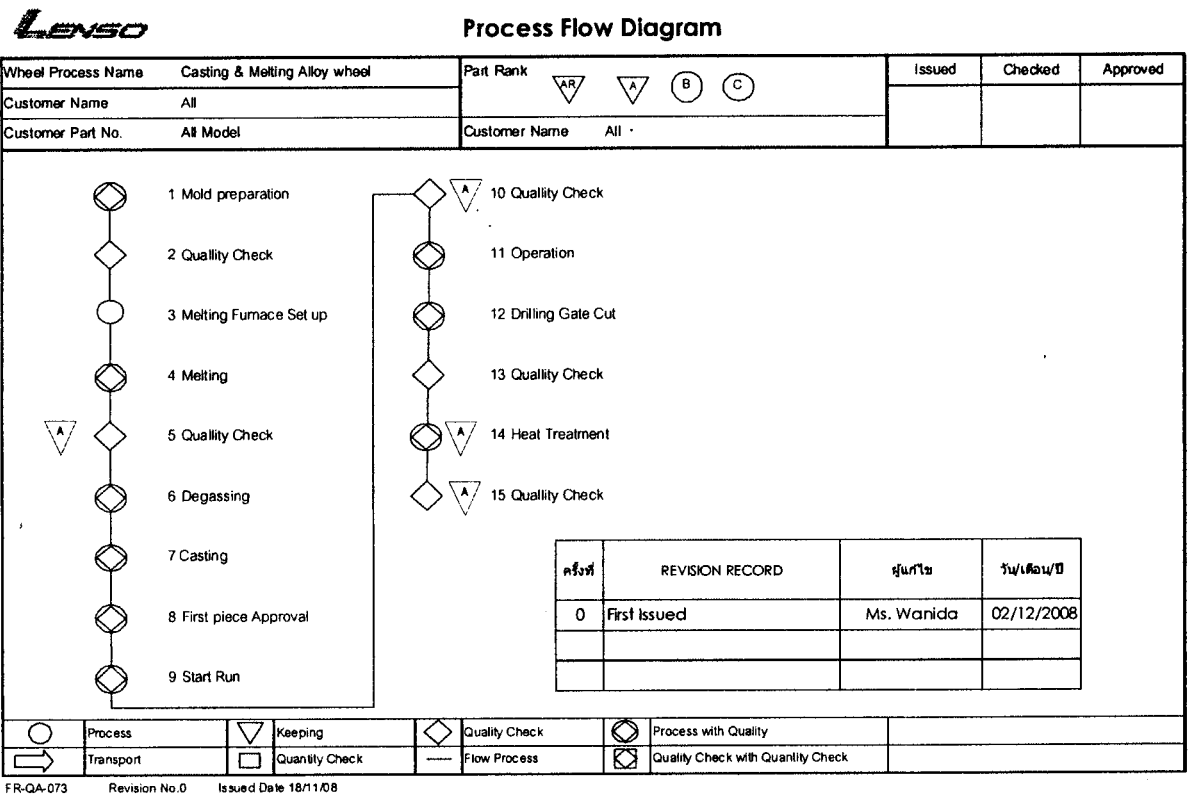 LENSO
Process Flow Diagram
Wheel Process Name Casting & Melting Alloy wheel
Customer Name All
Customer Part No. All Model
Part Rank AR A B C
Customer Name All
Issued Checked Approved
1 Mold preparation
2 Quallity Check
3 Melting Furnace Set up
4 Melting
A 5 Quallity Check
6 Degassing
7 Casting
8 First piece Approval
9 Start Run
A 10 Quallity Check
11 Operation
12 Drilling Gate Cut
13 Quallity Check
A 14 Heat Treatment
A 15 Quallity Check
ครั้งที่ REVISION RECORD ผู้แก้ไข วัน/เดือน/ปี
0 First Issued Ms. Wanida 02/12/2008
Process Keeping Quality Check Process with Quality
Transport Quantity Check Flow Process Quality Check with Quantity Check
FR-QA-073 Revision No.0 Issued Date 18/11/08